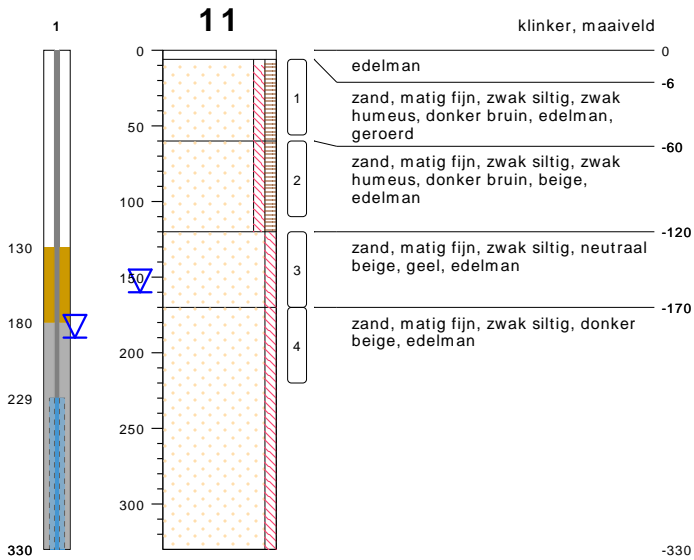 1
11
klinker, maaiveld
0
0
edelman
-6
1
zand, matig fijn, zwak siltig, zwak
humeus, donker bruin, edelman,
geroerd
50
-60
2
zand, matig fijn, zwak siltig, zwak
humeus, donker bruin, beige,
edelman
100
-120
130
3
zand, matig fijn, zwak siltig, neutraal
beige, geel, edelman
150
-170
180
4
zand, matig fijn, zwak siltig, donker
beige, edelman
200
229
250
300
330
-330